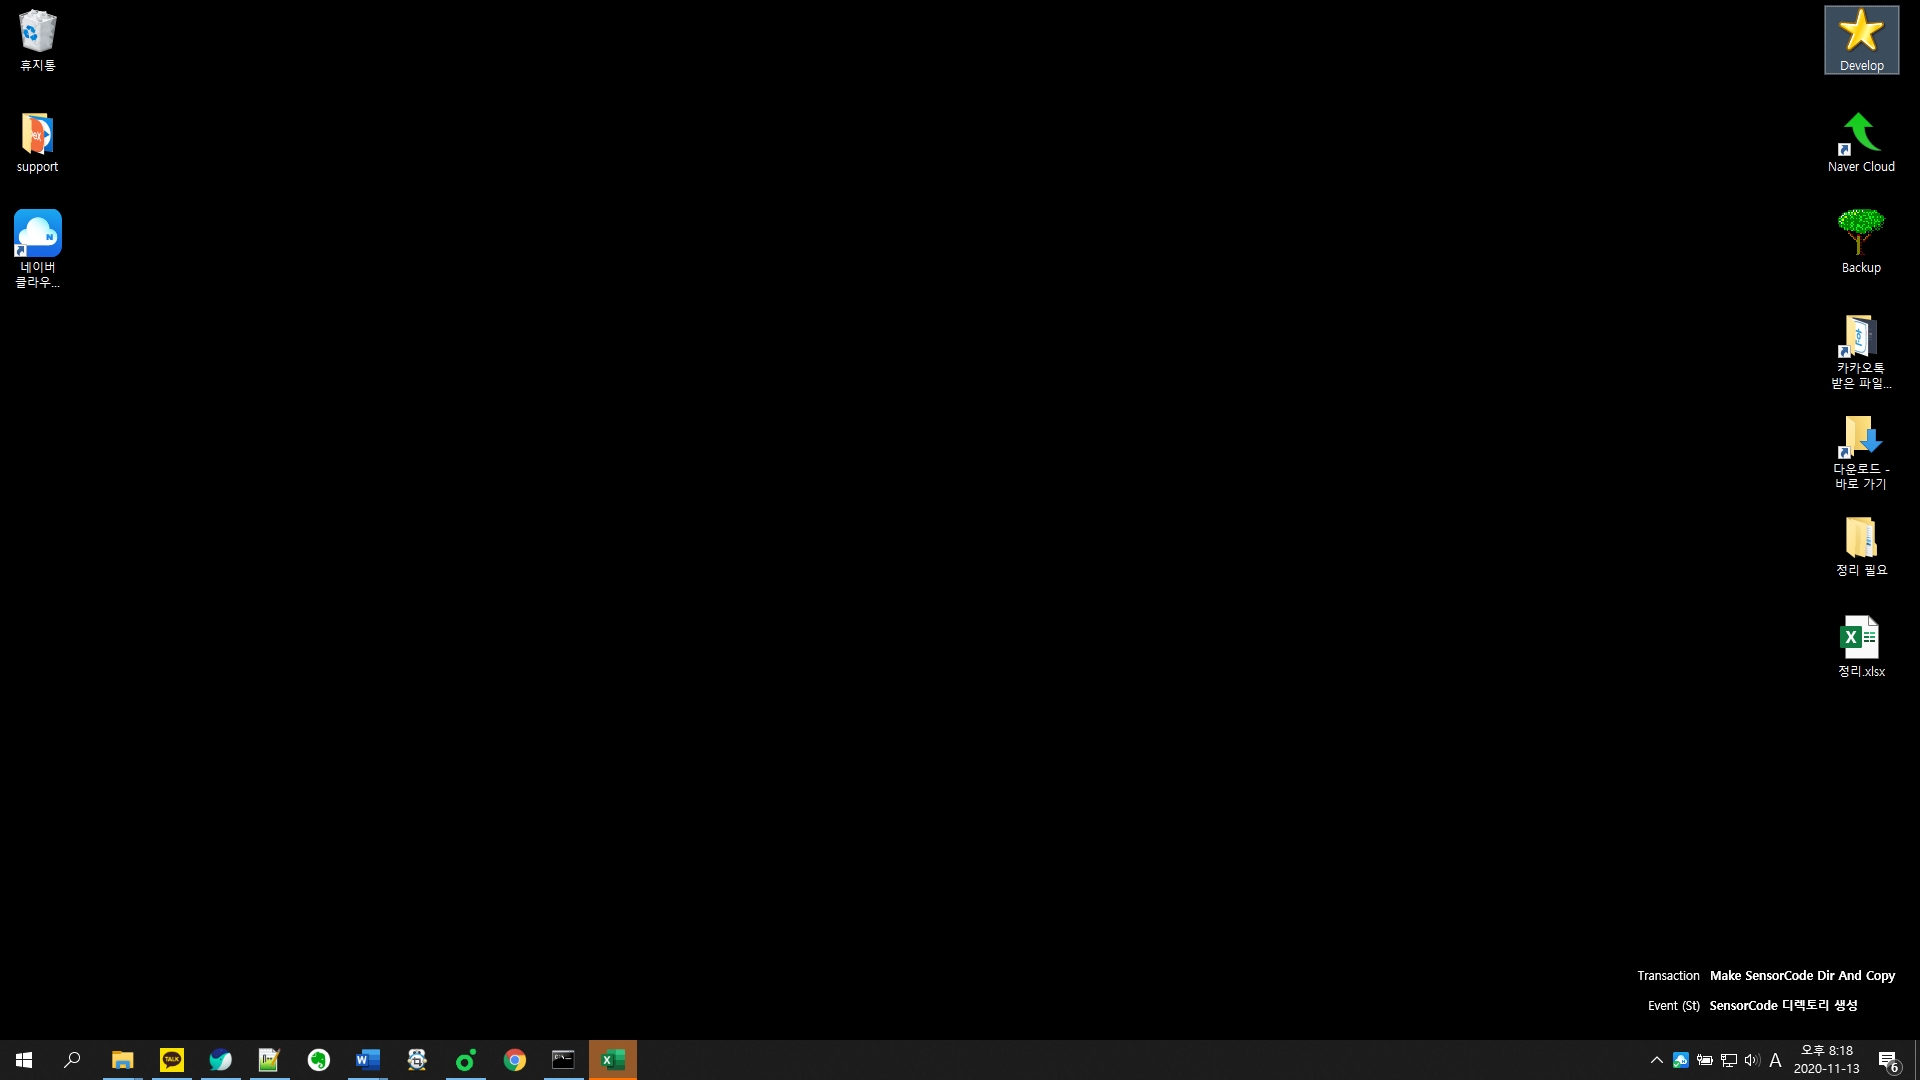 휴지통
support
네이버
클라우...
Develop
Naver Cloud
Backup
카카오톡
받은 파일...
다운로드 -
바로 가기
정리 필요
정리.xlsx
Transaction Make SensorCode Dir And Copy
Event (St) SensorCode 디렉토리 생성
TALK
A
오후 8:18
2020-11-13
6